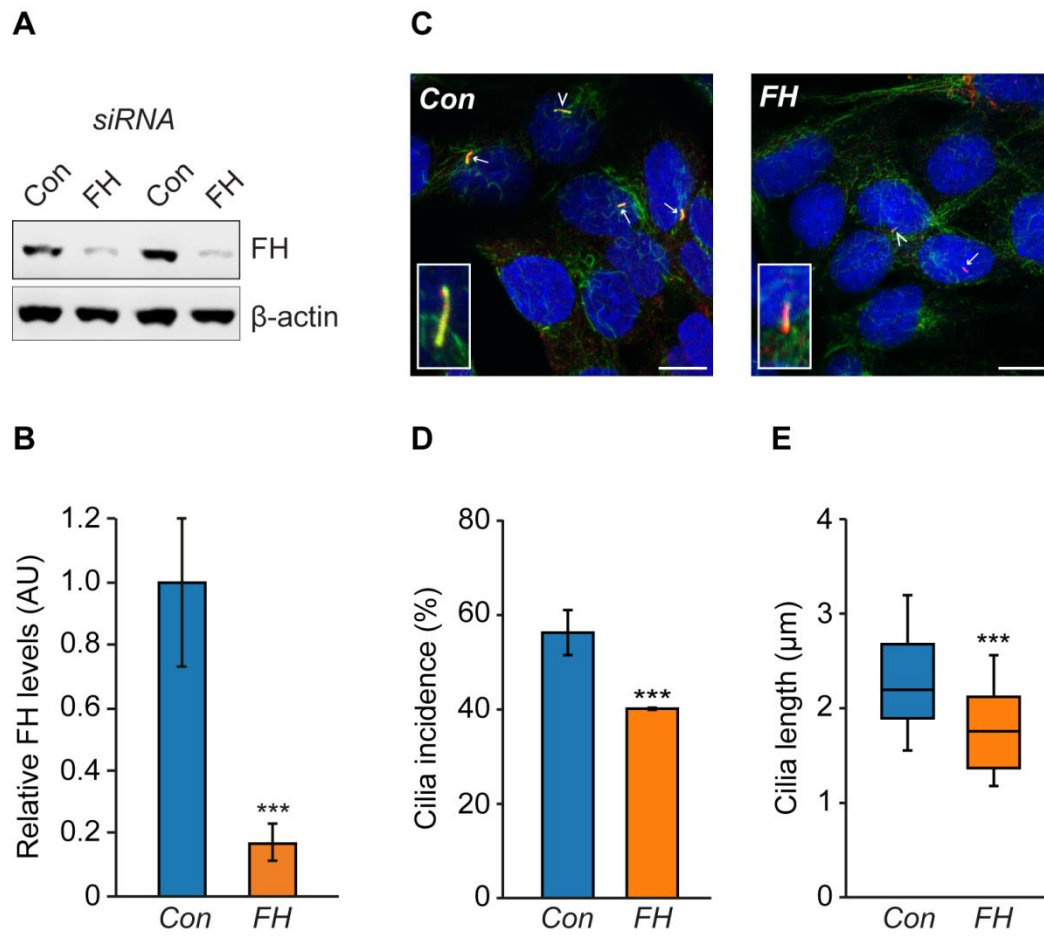 A
siRNA
Con FH Con FH
FH
β-actin
C
Con
FH
B
Relative FH levels (AU)
1.2
1.0
0.8
0.6
0.4
0.2
0
***
Con FH
D
Cilia incidence (%)
80
60
40
20
0
***
Con FH
E
Cilia length (µm)
4
3
2
1
0
***
Con FH